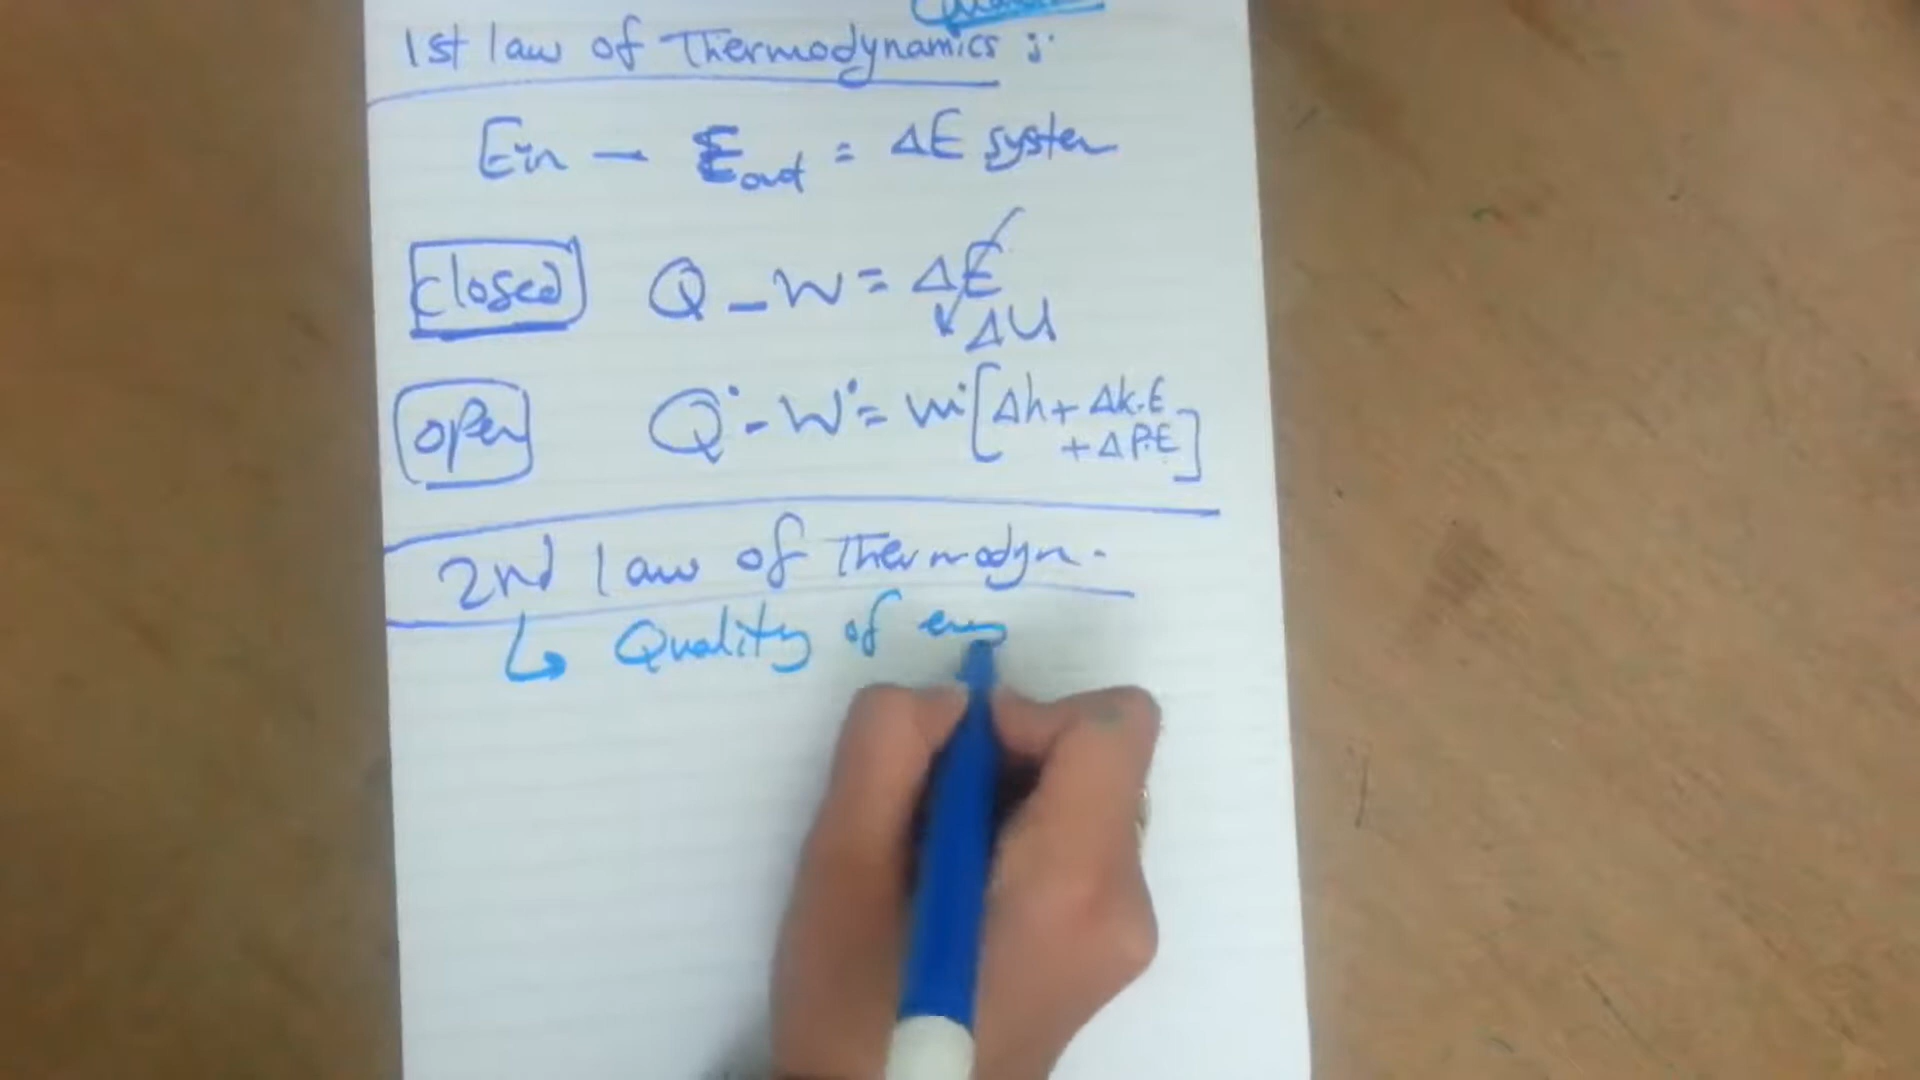 1st law of Thermodynamics :
Ein - Eout = ΔE system
closed Q - W = ΔE
ΔU
open Q̇ - Ẇ = ṁ [Δh + Δk.E
+ ΔP.E]
2nd law of Thermodyn.
↳ Quality of